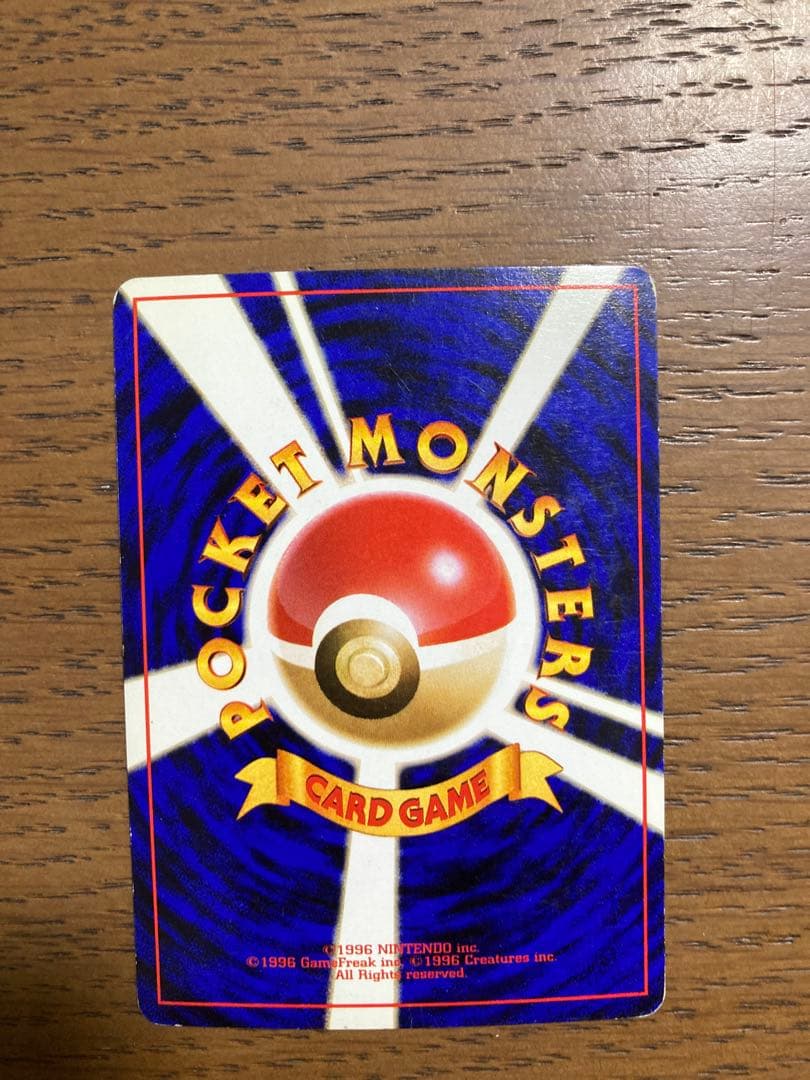 POCKET MONSTERS
CARD GAME
©1996 NINTENDO inc.
©1996 GameFreak inc. ©1996 Creatures inc.
All Rights reserved.